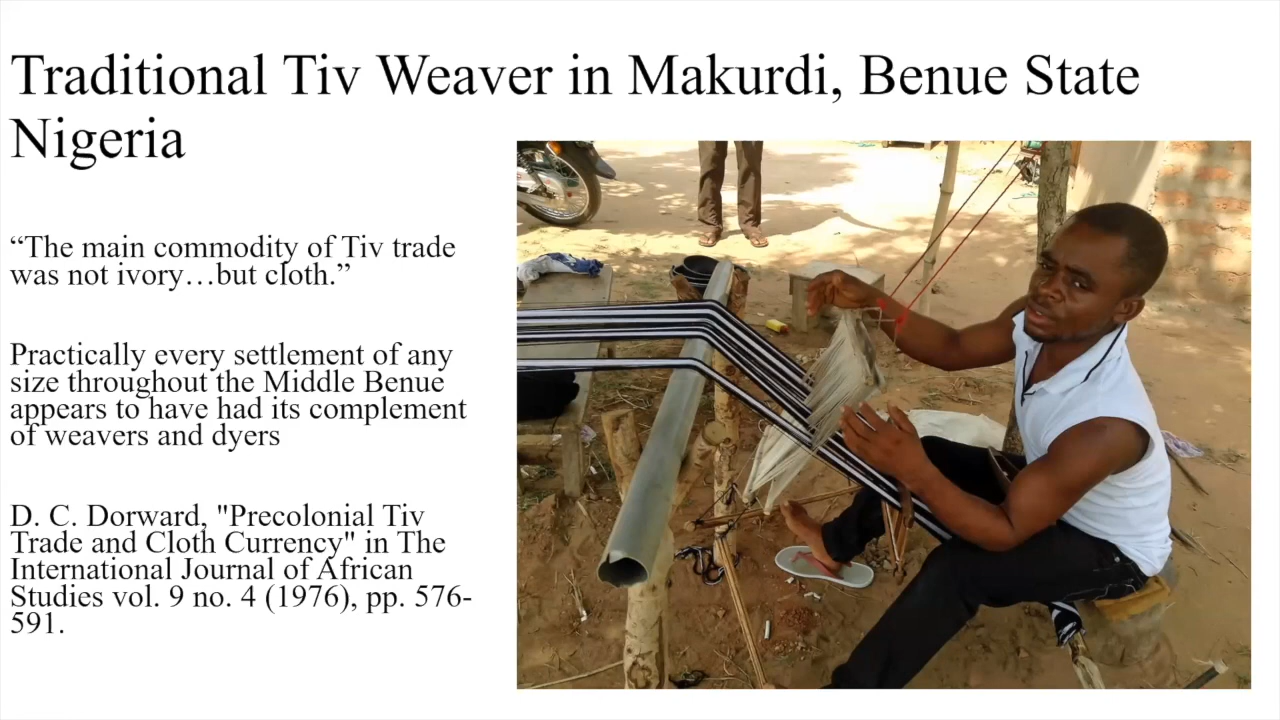 Traditional Tiv Weaver in Makurdi, Benue State
Nigeria
“The main commodity of Tiv trade
was not ivory…but cloth.”
Practically every settlement of any
size throughout the Middle Benue
appears to have had its complement
of weavers and dyers
D. C. Dorward, "Precolonial Tiv
Trade and Cloth Currency" in The
International Journal of African
Studies vol. 9 no. 4 (1976), pp. 576-
591.